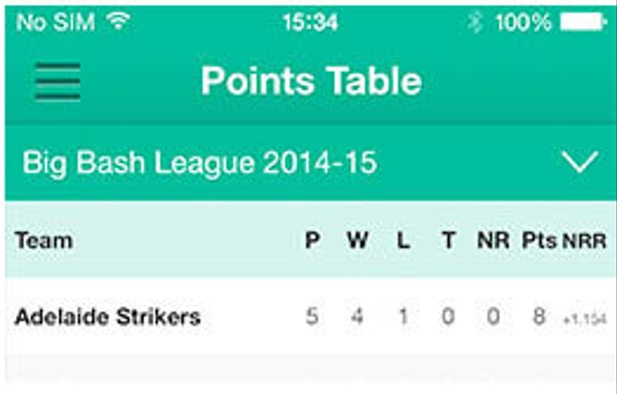 No SIM 15:34 100%
Points Table
Big Bash League 2014-15
Team P W L T NR Pts NRR
Adelaide Strikers 5 4 1 0 0 8 +1.154